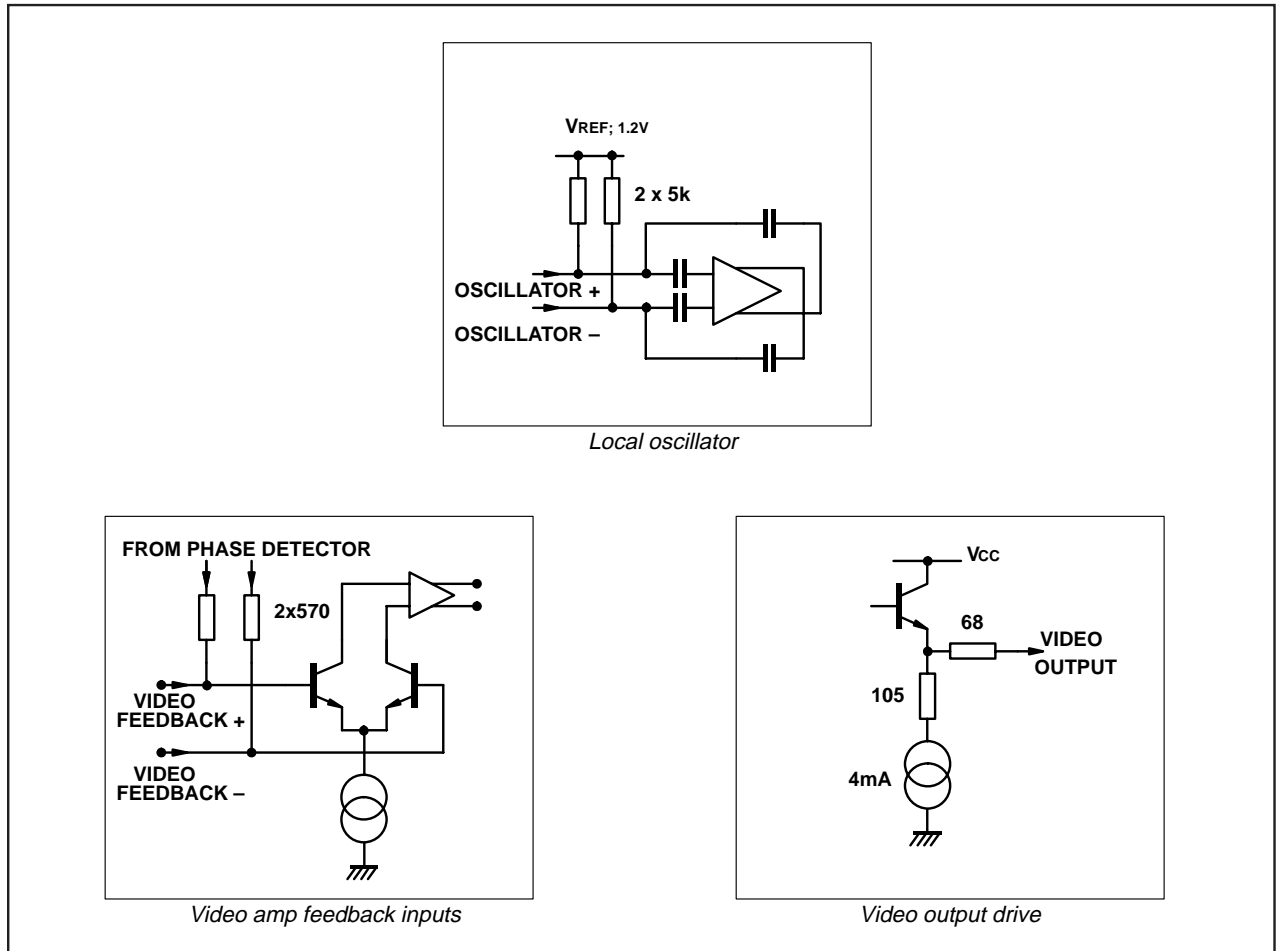 VREF; 1.2V
2 x 5k
OSCILLATOR +
OSCILLATOR –
Local oscillator
FROM PHASE DETECTOR
2x570
VIDEO
FEEDBACK +
VIDEO
FEEDBACK –
Video amp feedback inputs
VCC
68
VIDEO
OUTPUT
105
4mA
Video output drive